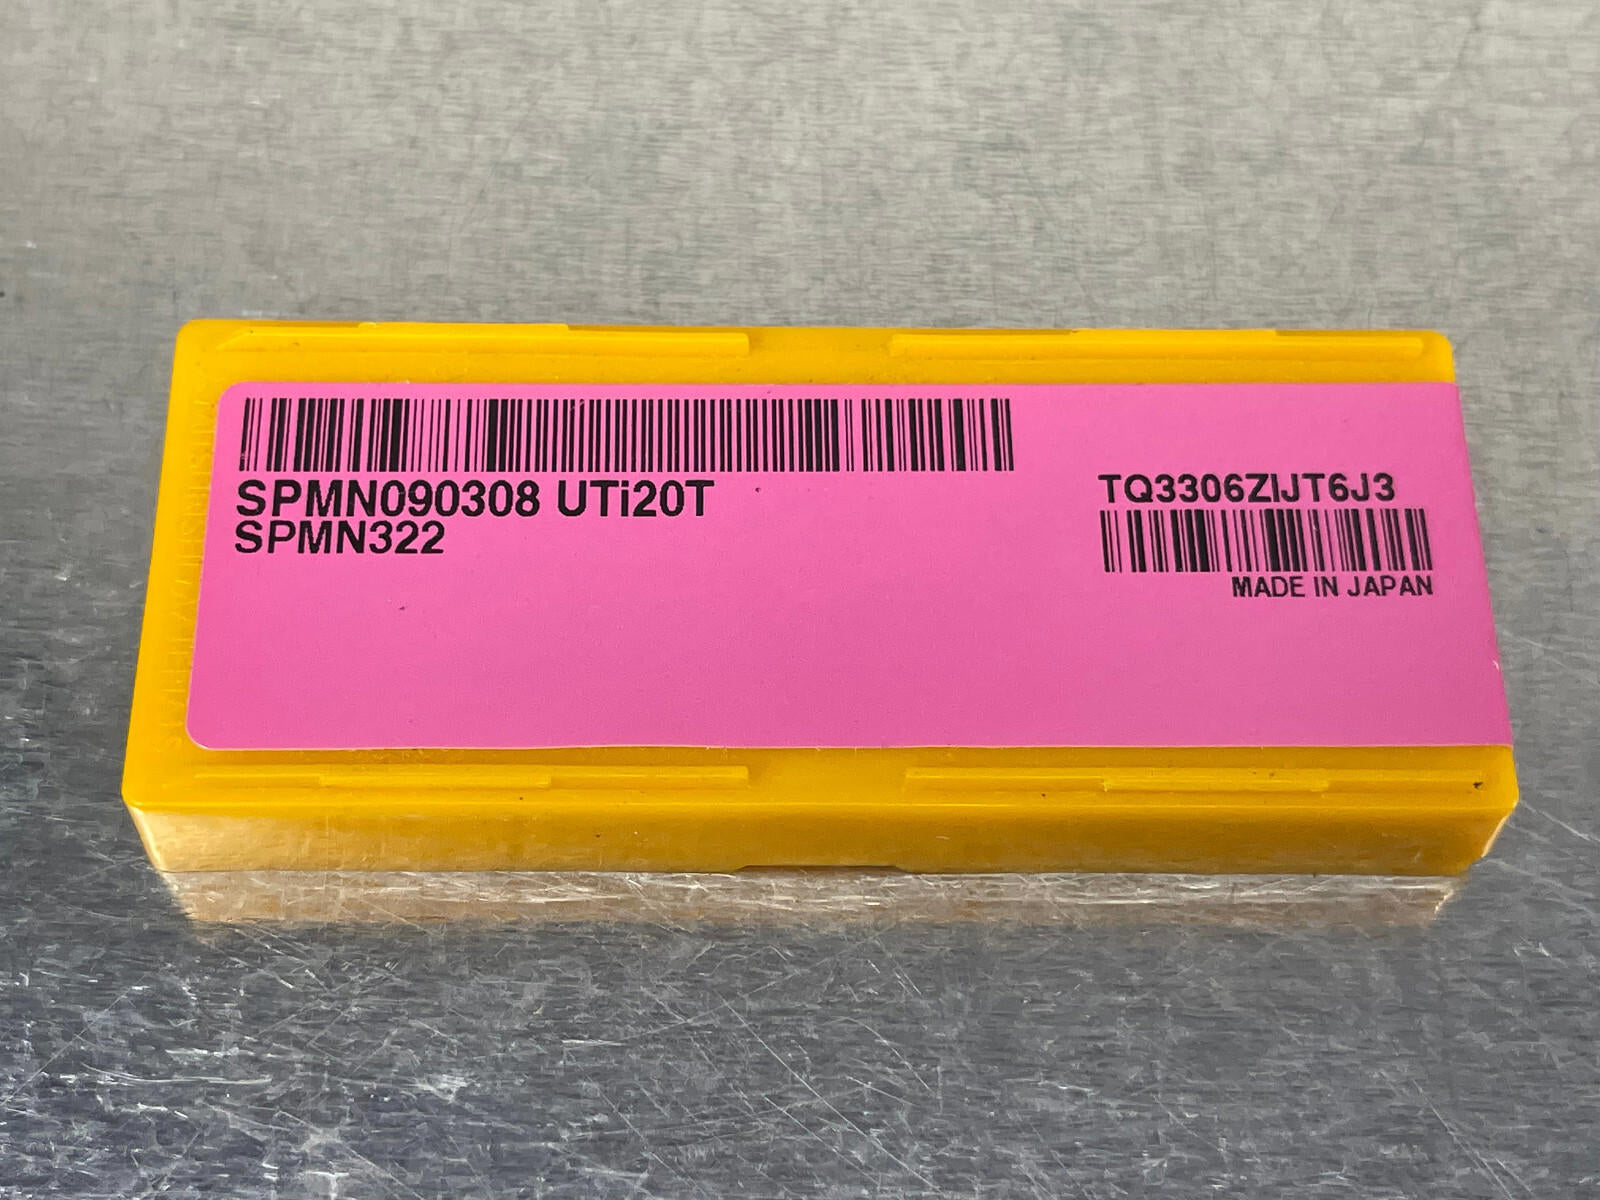 SPMN090308 UTi20T
SPMN322
TQ3306ZIJT6J3
MADE IN JAPAN